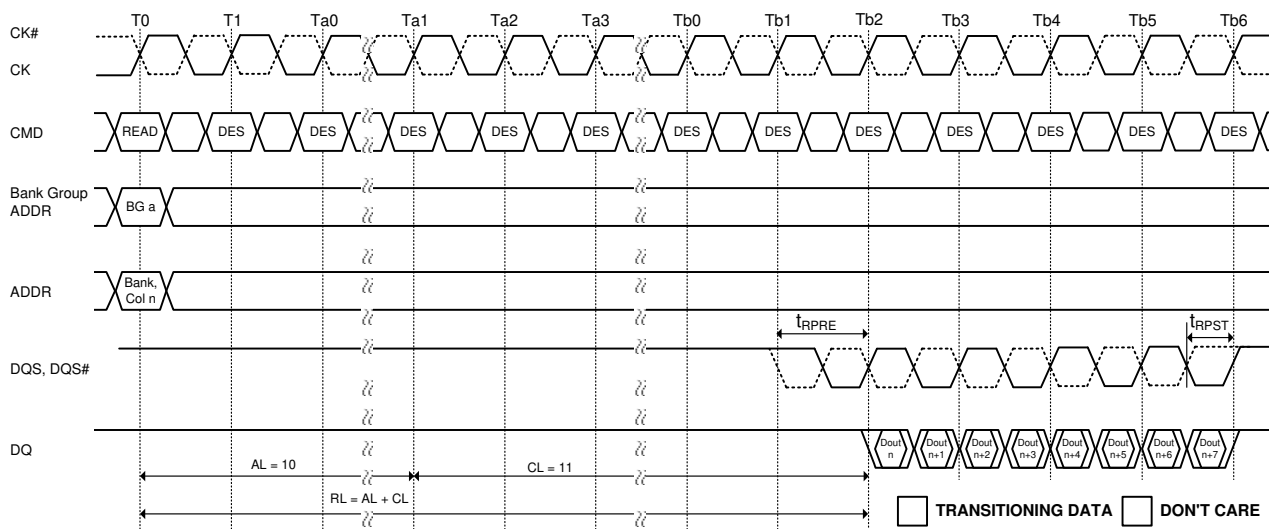 T0 T1 Ta0 Ta1 Ta2 Ta3 Tb0 Tb1 Tb2 Tb3 Tb4 Tb5 Tb6
CK#
CK
CMD READ DES DES DES DES DES DES DES DES DES DES DES DES
Bank Group
ADDR
BG a
ADDR
Bank,
Col n
tRPRE tRPST
DQS, DQS#
DQ
Dout n
Dout n+1
Dout n+2
Dout n+3
Dout n+4
Dout n+5
Dout n+6
Dout n+7
AL = 10 CL = 11
RL = AL + CL
TRANSITIONING DATA DON'T CARE